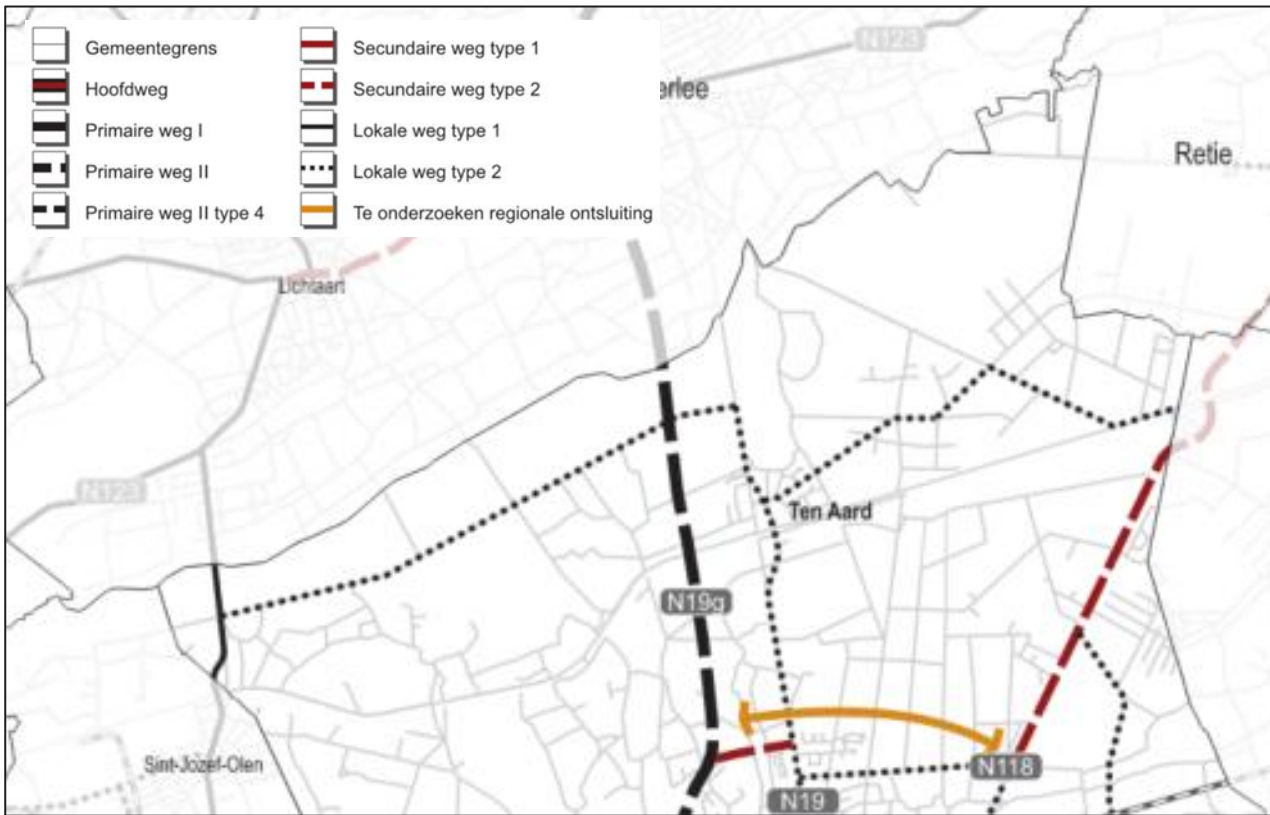 Gemeentegrens
Hoofdweg
Primaire weg I
Primaire weg II
Primaire weg II type 4
Secundaire weg type 1
Secundaire weg type 2
Lokale weg type 1
Lokale weg type 2
Te onderzoeken regionale ontsluiting
N123
erlee
Retie
Lichtaart
N123
Ten Aard
N19g
Sint-Jozef-Olen
N118
N19